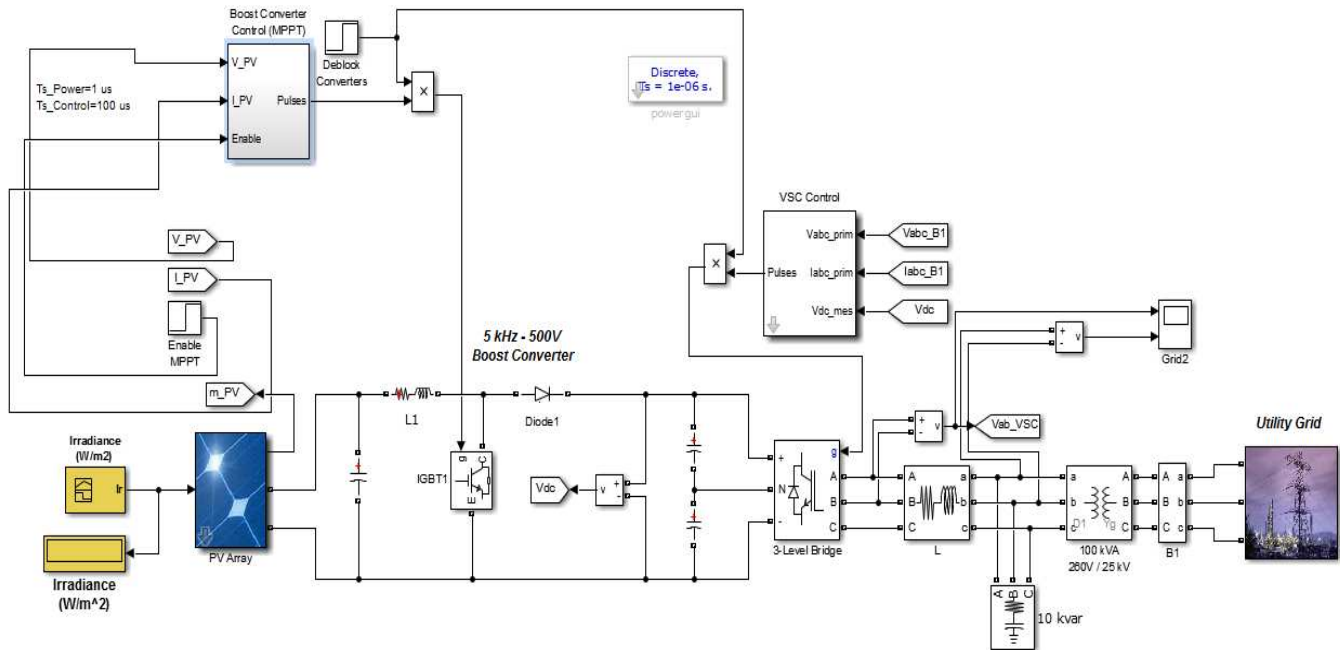 Boost Converter
Control (MPPT)
V_PV
I_PV
Pulses
Enable
Ts_Power=1 us
Ts_Control=100 us
Deblock
Converters
X
Discrete,
Ts = 1e-06 s.
powergui
VSC Control
Vabc_prim
Iabc_prim
Vdc_mes
Pulses
Vabc_B1
Iabc_B1
Vdc
X
V_PV
I_PV
Enable
MPPT
m_PV
5 kHz - 500V
Boost Converter
+
-
v
Grid2
L1
Diode1
+
-
v
Vab_VSC
Utility Grid
Irradiance
(W/m2)
Ir
PV Array
Irradiance
(W/m^2)
g
C
E
IGBT1
Vdc
v
+
-
g
+
N
-
A
B
C
3-Level Bridge
A
B
C
a
b
c
L
a
b
c
D1
Yg
A
B
C
100 kVA
260V / 25 kV
A
B
C
a
b
c
B1
A
B
C
10 kvar